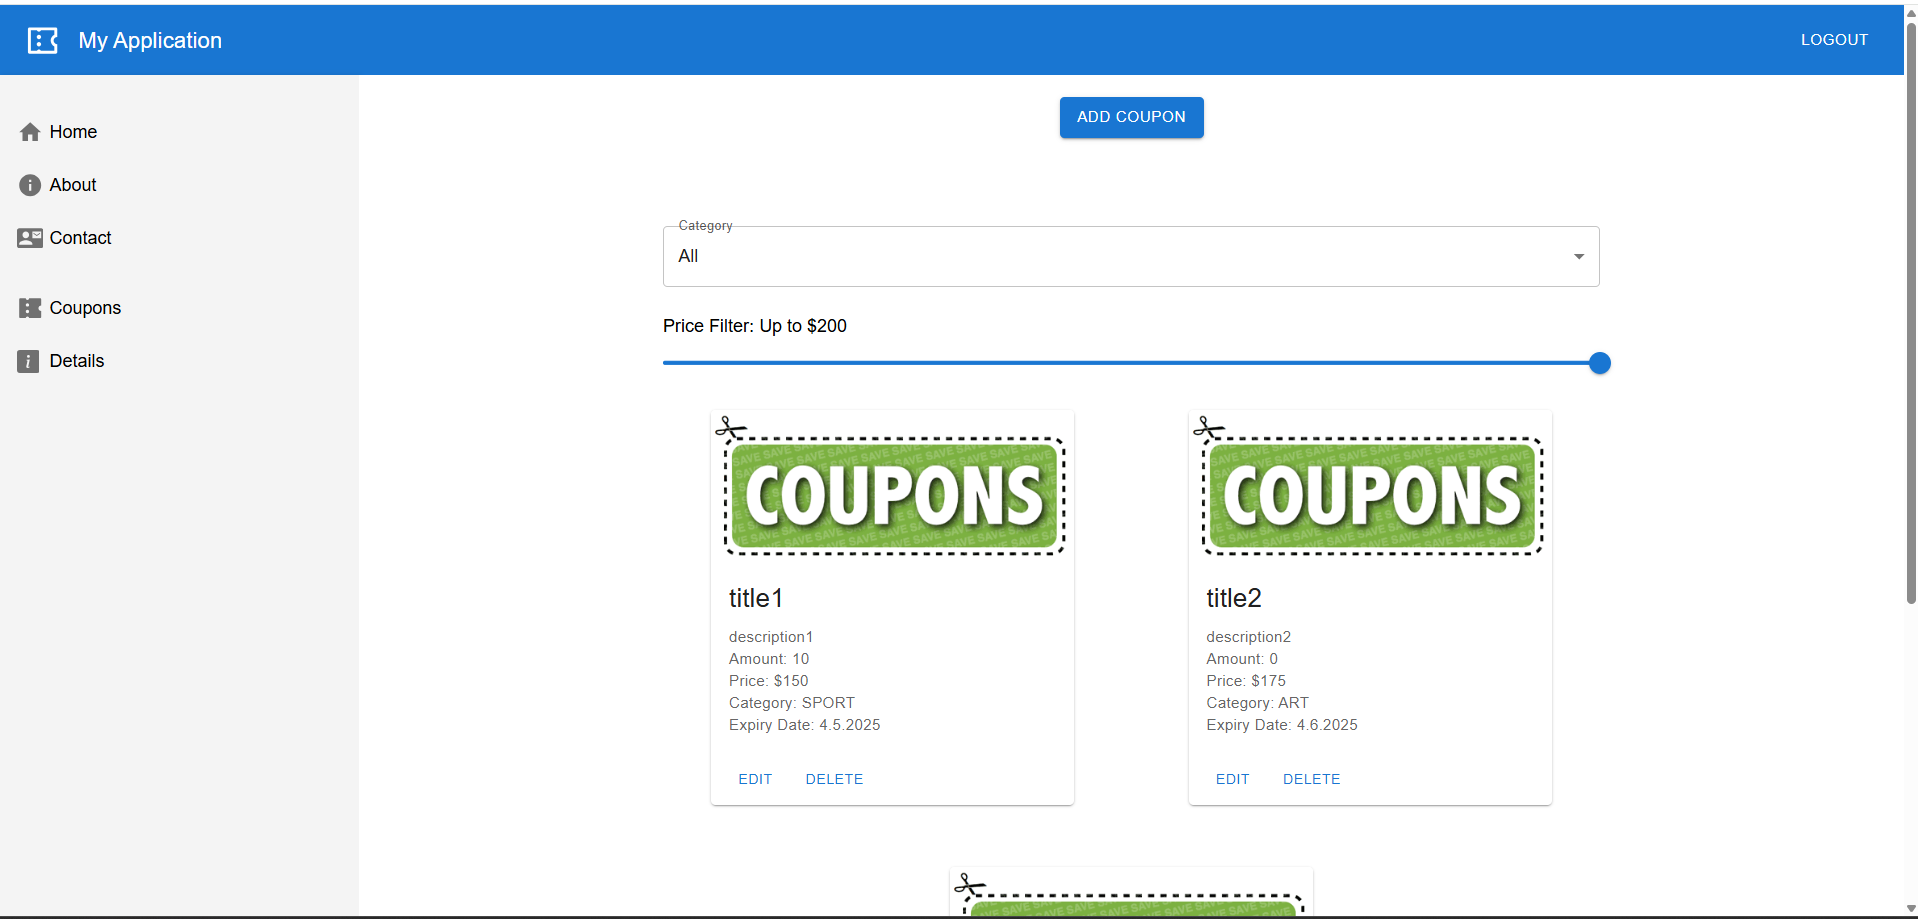 My Application
LOGOUT
Home
About
Contact
Coupons
Details
ADD COUPON
Category
All
Price Filter: Up to $200
COUPONS
title1
description1
Amount: 10
Price: $150
Category: SPORT
Expiry Date: 4.5.2025
EDIT DELETE
COUPONS
title2
description2
Amount: 0
Price: $175
Category: ART
Expiry Date: 4.6.2025
EDIT DELETE